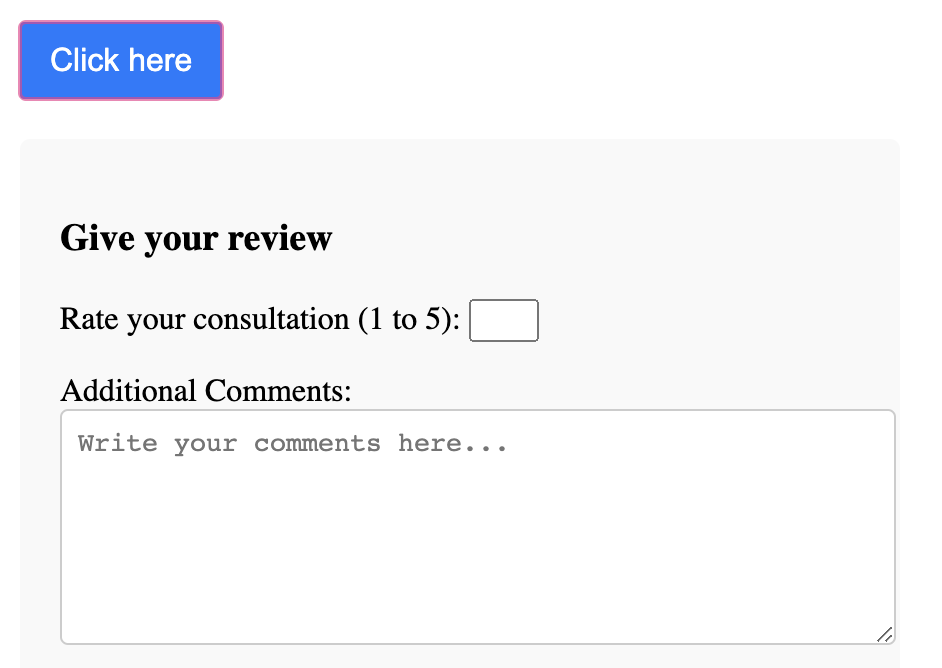 Click here
Give your review
Rate your consultation (1 to 5):
Additional Comments:
Write your comments here...